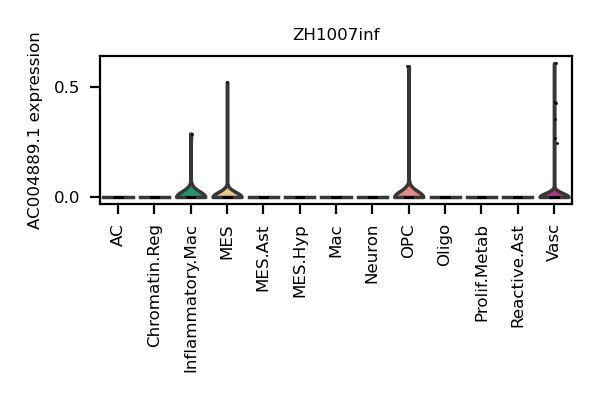 ZH1007inf
AC004889.1 expression
0.5
0.0
AC
Chromatin.Reg
Inflammatory.Mac
MES
MES.Ast
MES.Hyp
Mac
Neuron
OPC
Oligo
Prolif.Metab
Reactive.Ast
Vasc